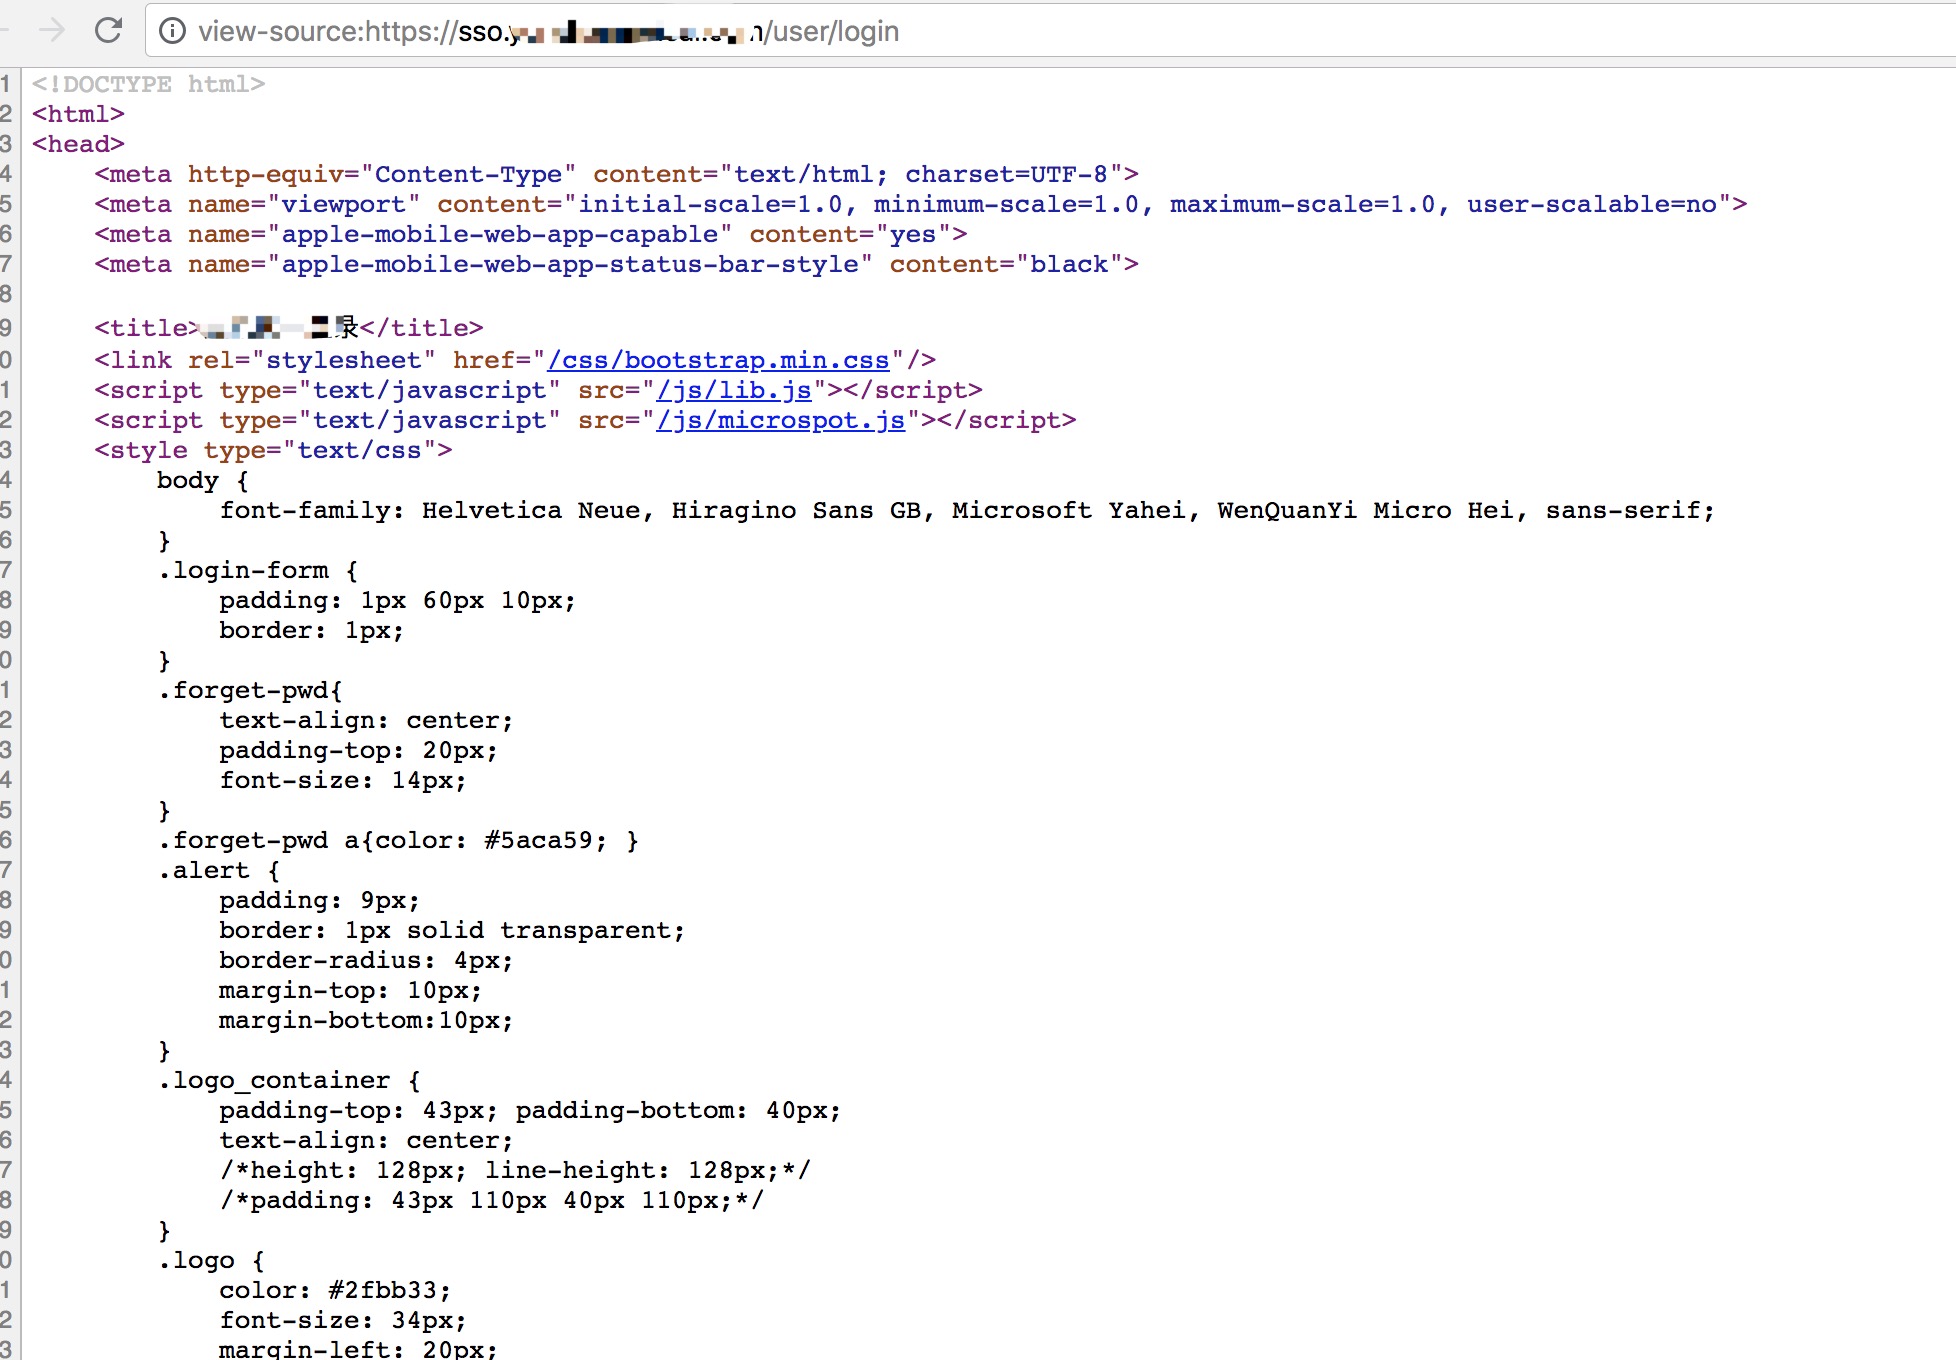 view-source:https://sso.y /user/login
1 <!DOCTYPE html>
2 <html>
3 <head>
4 <meta http-equiv="Content-Type" content="text/html; charset=UTF-8">
5 <meta name="viewport" content="initial-scale=1.0, minimum-scale=1.0, maximum-scale=1.0, user-scalable=no">
6 <meta name="apple-mobile-web-app-capable" content="yes">
7 <meta name="apple-mobile-web-app-status-bar-style" content="black">
8
9 <title>录</title>
0 <link rel="stylesheet" href="/css/bootstrap.min.css"/>
1 <script type="text/javascript" src="/js/lib.js"></script>
2 <script type="text/javascript" src="/js/microspot.js"></script>
3 <style type="text/css">
4 body {
5 font-family: Helvetica Neue, Hiragino Sans GB, Microsoft Yahei, WenQuanYi Micro Hei, sans-serif;
6 }
7 .login-form {
8 padding: 1px 60px 10px;
9 border: 1px;
0 }
1 .forget-pwd{
2 text-align: center;
3 padding-top: 20px;
4 font-size: 14px;
5 }
6 .forget-pwd a{color: #5aca59; }
7 .alert {
8 padding: 9px;
9 border: 1px solid transparent;
0 border-radius: 4px;
1 margin-top: 10px;
2 margin-bottom:10px;
3 }
4 .logo_container {
5 padding-top: 43px; padding-bottom: 40px;
6 text-align: center;
7 /*height: 128px; line-height: 128px;*/
8 /*padding: 43px 110px 40px 110px;*/
9 }
0 .logo {
1 color: #2fbb33;
2 font-size: 34px;
3 margin-left: 20px;